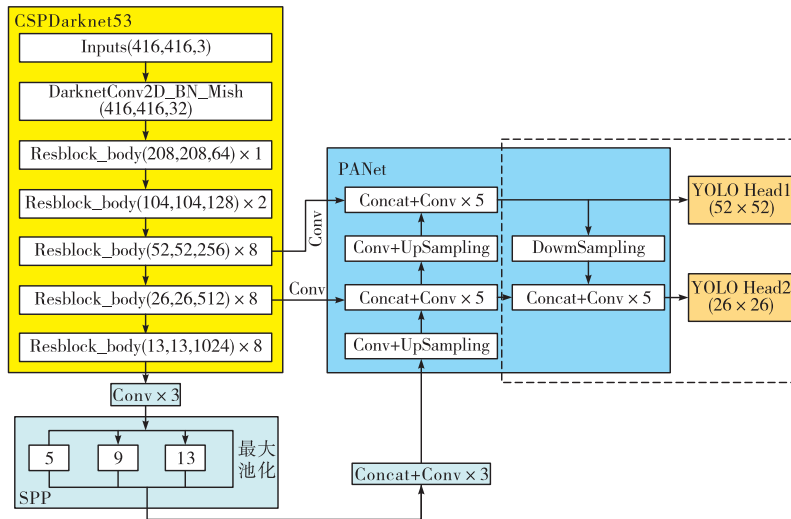 CSPDarknet53
Inputs(416,416,3)
DarknetConv2D_BN_Mish
(416,416,32)
Resblock_body(208,208,64)×1
Resblock_body(104,104,128)×2
Resblock_body(52,52,256)×8
Resblock_body(26,26,512)×8
Resblock_body(13,13,1024)×8
Conv×3
5
9
13
最大
池化
SPP
Conv
Conv
PANet
Concat+Conv×5
Conv+UpSampling
Concat+Conv×5
Conv+UpSampling
Concat+Conv×3
DowmSampling
Concat+Conv×5
YOLO Head1
(52×52)
YOLO Head2
(26×26)